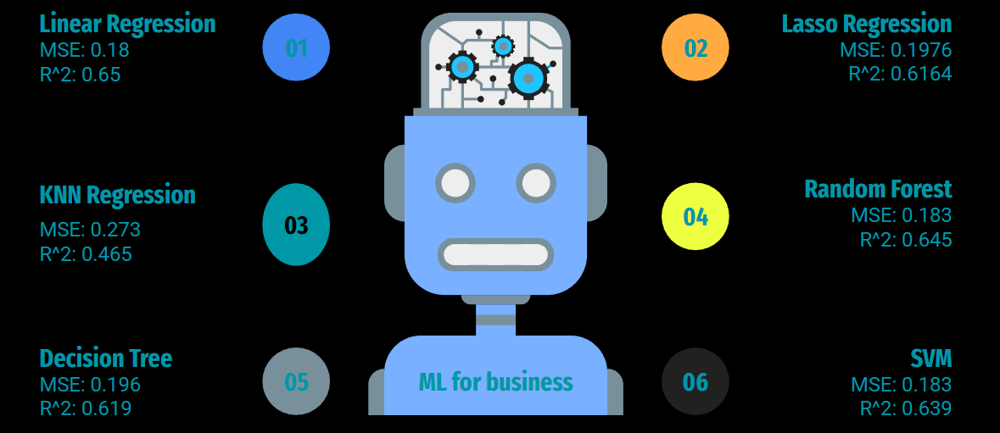 Linear Regression
MSE: 0.18
R^2: 0.65
01
02
Lasso Regression
MSE: 0.1976
R^2: 0.6164
KNN Regression
MSE: 0.273
R^2: 0.465
03
04
Random Forest
MSE: 0.183
R^2: 0.645
Decision Tree
MSE: 0.196
R^2: 0.619
05
ML for business
06
SVM
MSE: 0.183
R^2: 0.639